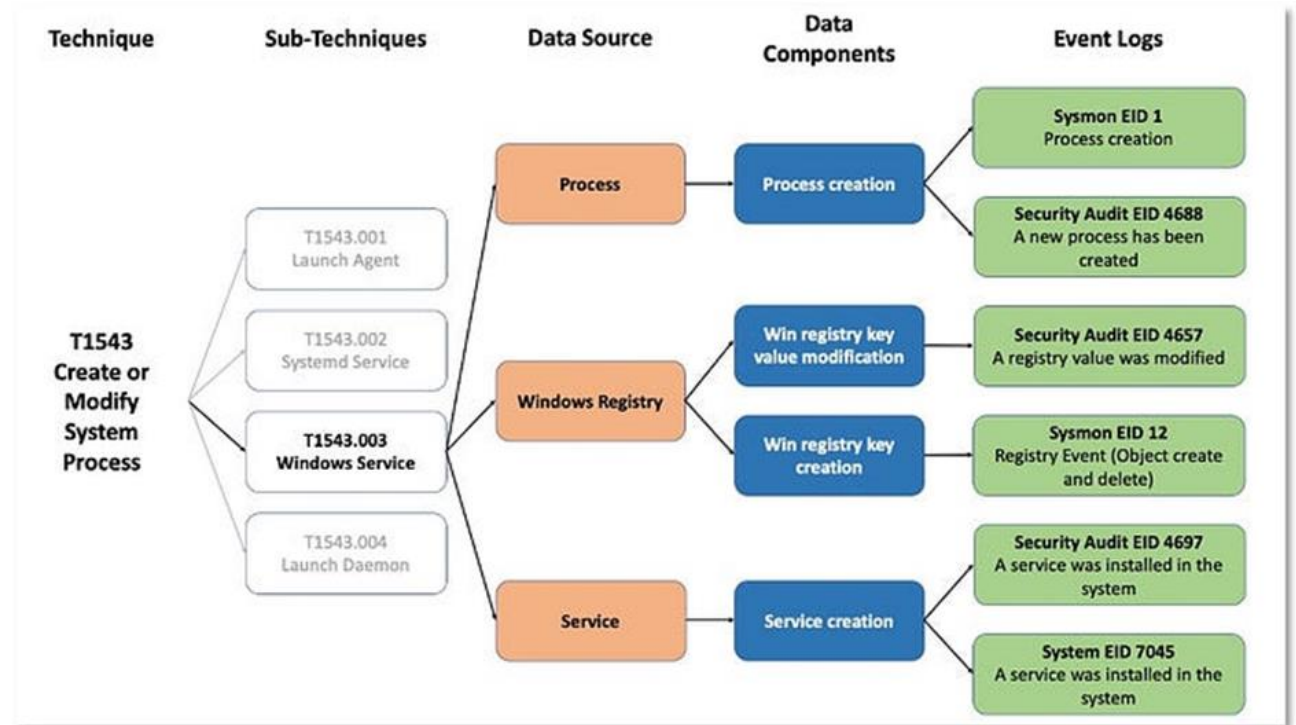 Technique
Sub-Techniques
Data Source
Data
Components
Event Logs
T1543
Create or
Modify
System
Process
T1543.001
Launch Agent
T1543.002
Systemd Service
T1543.003
Windows Service
T1543.004
Launch Daemon
Process
Windows Registry
Service
Process creation
Win registry key
value modification
Win registry key
creation
Service creation
Sysmon EID 1
Process creation
Security Audit EID 4688
A new process has been
created
Security Audit EID 4657
A registry value was modified
Sysmon EID 12
Registry Event (Object create
and delete)
Security Audit EID 4697
A service was installed in the
system
System EID 7045
A service was installed in the
system